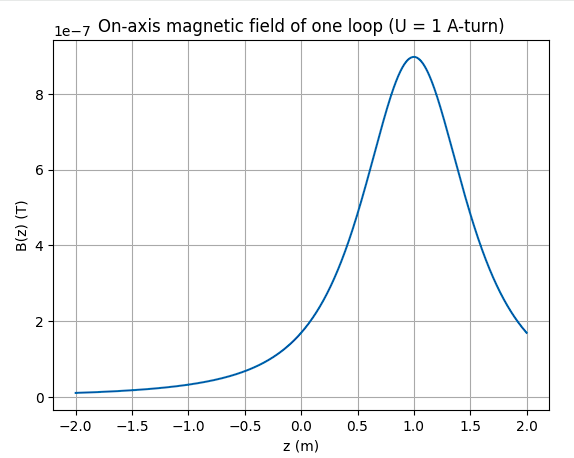 On-axis magnetic field of one loop (U = 1 A-turn)
1e−7
8
6
4
2
0
B(z) (T)
−2.0 −1.5 −1.0 −0.5 0.0 0.5 1.0 1.5 2.0
z (m)